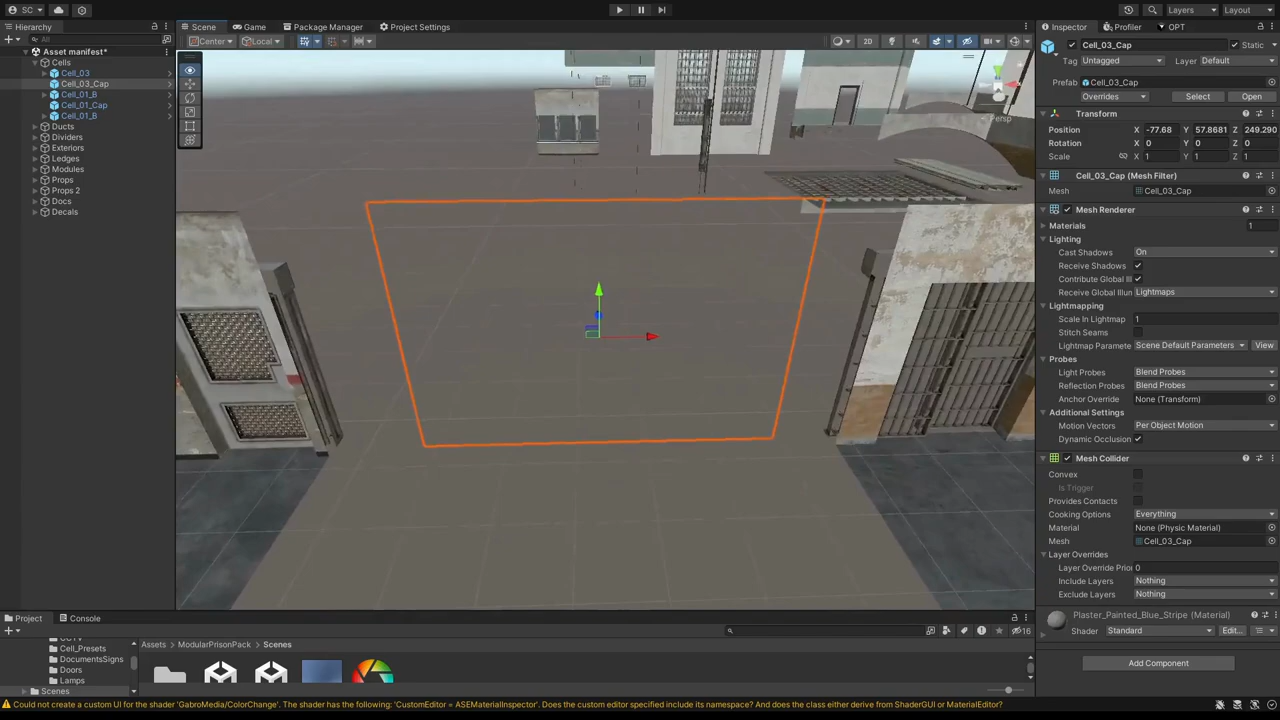 SC
Layers
Layout
Hierarchy
Scene
Game
Package Manager
Project Settings
Inspector
Profiler
OPT
All
Center
Local
2D
Cell_03_Cap
Static
Asset manifest*
Tag Untagged Layer Default
Cells
Cell_03
Cell_03_Cap
Cell_01_B
Cell_01_Cap
Cell_01_B
Ducts
Dividers
Exteriors
Ledges
Modules
Props
Props 2
Docs
Decals
Persp
Prefab Cell_03_Cap
Overrides Select Open
Transform
Position X -77.68 Y 57.8681 Z 249.290
Rotation X 0 Y 0 Z 0
Scale X 1 Y 1 Z 1
Cell_03_Cap (Mesh Filter)
Mesh Cell_03_Cap
Mesh Renderer
Materials 1
Lighting
Cast Shadows On
Receive Shadows
Contribute Global I
Receive Global Illun Lightmaps
Lightmapping
Scale In Lightmap 1
Stitch Seams
Lightmap Paramete Scene Default Parameters View
Probes
Light Probes Blend Probes
Reflection Probes Blend Probes
Anchor Override None (Transform)
Additional Settings
Motion Vectors Per Object Motion
Dynamic Occlusion
Mesh Collider
Convex
Is Trigger
Provides Contacts
Cooking Options Everything
Material None (Physic Material)
Mesh Cell_03_Cap
Layer Overrides
Layer Override Prio 0
Include Layers Nothing
Exclude Layers Nothing
Plaster_Painted_Blue_Stripe (Material)
Shader Standard Edit...
Add Component
Project
Console
16
Cell_Presets
DocumentsSigns
Doors
Lamps
Scenes
Assets ModularPrisonPack Scenes
Could not create a custom UI for the shader 'GabroMedia/ColorChange'. The shader has the following: 'CustomEditor = ASEMaterialInspector'. Does the custom editor specified include its namespace? And does the class either derive from ShaderGUI or MaterialEditor?